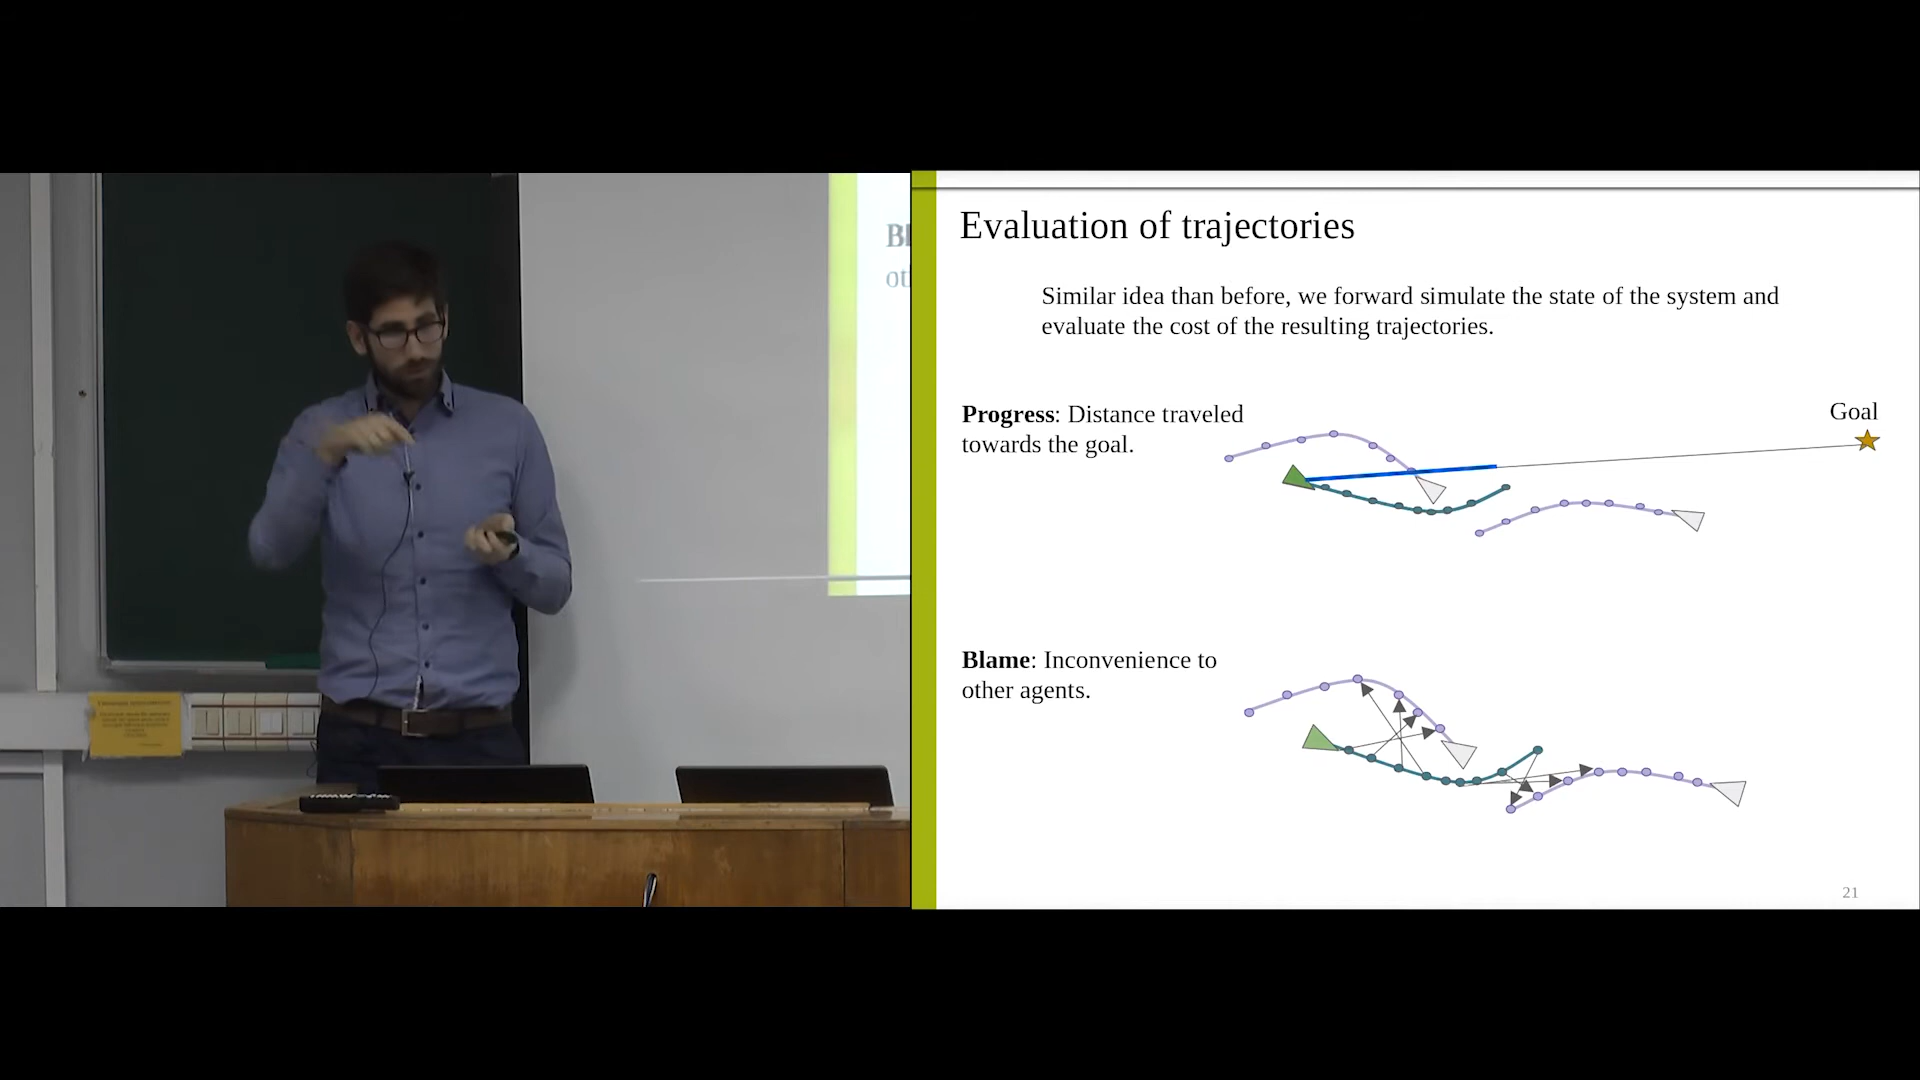 Evaluation of trajectories
Similar idea than before, we forward simulate the state of the system and
evaluate the cost of the resulting trajectories.
Progress: Distance traveled
towards the goal.
Goal
Blame: Inconvenience to
other agents.
21